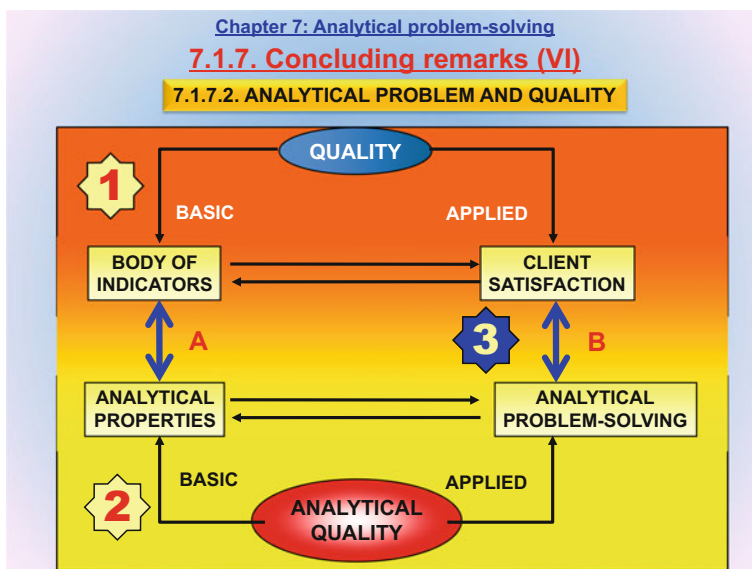 Chapter 7: Analytical problem-solving
7.1.7. Concluding remarks (VI)
7.1.7.2. ANALYTICAL PROBLEM AND QUALITY
QUALITY
1
BASIC
APPLIED
BODY OF
INDICATORS
CLIENT
SATISFACTION
A
3
B
ANALYTICAL
PROPERTIES
ANALYTICAL
PROBLEM-SOLVING
BASIC
APPLIED
2
ANALYTICAL
QUALITY